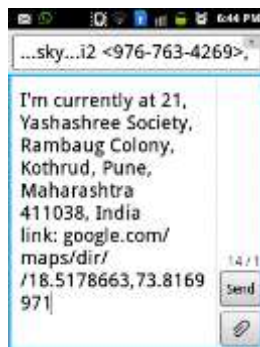 6:44 PM
...sky...i2 <976-763-4269>,
I'm currently at 21,
Yashashree Society,
Rambaug Colony,
Kothrud, Pune,
Maharashtra
411038, India
link: google.com/
maps/dir/
/18.5178663,73.8169
971
14/1
Send